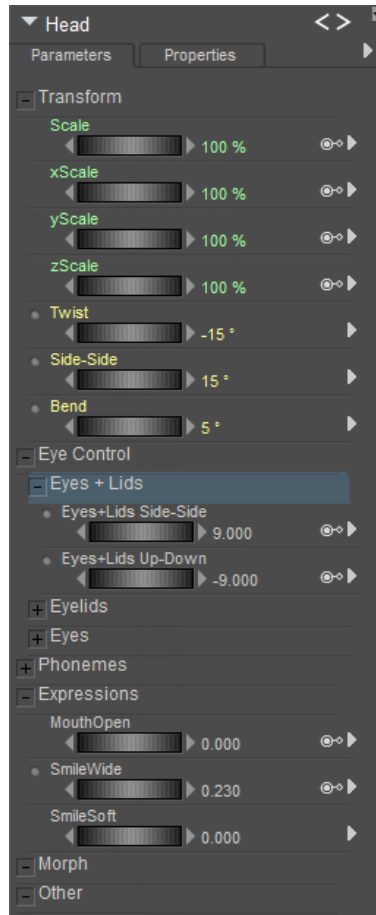 Head
Parameters Properties
Transform
Scale
100 %
xScale
100 %
yScale
100 %
zScale
100 %
Twist
-15 °
Side-Side
15 °
Bend
5 °
Eye Control
Eyes + Lids
Eyes+Lids Side-Side
9.000
Eyes+Lids Up-Down
-9.000
Eyelids
Eyes
Phonemes
Expressions
MouthOpen
0.000
SmileWide
0.230
SmileSoft
0.000
Morph
Other